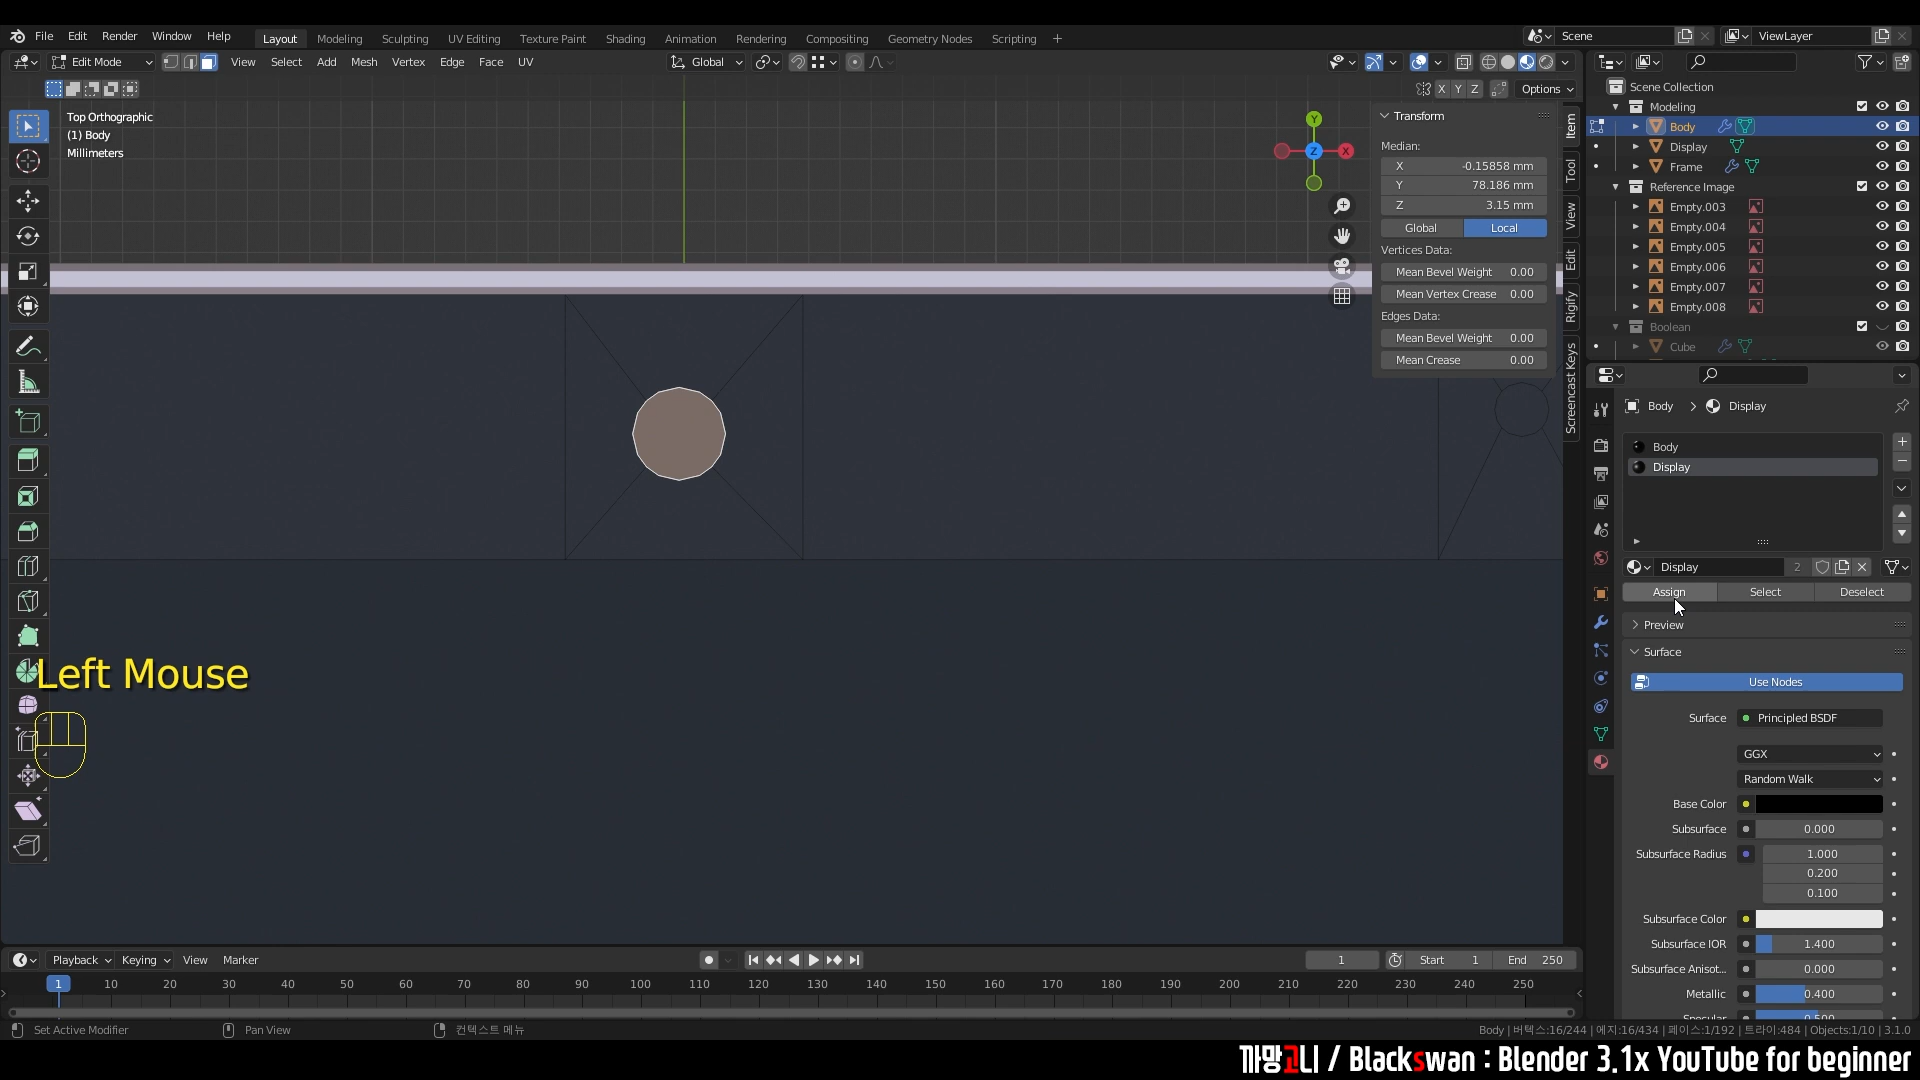 File Edit Render Window Help Layout Modeling Sculpting UV Editing Texture Paint Shading Animation Rendering Compositing Geometry Nodes Scripting + Scene ViewLayer
Edit Mode View Select Add Mesh Vertex Edge Face UV Global
X Y Z Options
Top Orthographic
(1) Body
Millimeters
Y
Z
X
Transform
Median:
X -0.15858 mm
Y 78.186 mm
Z 3.15 mm
Global Local
Vertices Data:
Mean Bevel Weight 0.00
Mean Vertex Crease 0.00
Edges Data:
Mean Bevel Weight 0.00
Mean Crease 0.00
Item
Tool
View
Edit
Rigify
Screencast Keys
Scene Collection
Modeling
Body
Display
Frame
Reference Image
Empty.003
Empty.004
Empty.005
Empty.006
Empty.007
Empty.008
Boolean
Cube
Body > Display
Body
Display
Display 2
Assign Select Deselect
Preview
Surface
Use Nodes
Surface Principled BSDF
GGX
Random Walk
Base Color
Subsurface 0.000
Subsurface Radius 1.000
0.200
0.100
Subsurface Color
Subsurface IOR 1.400
Subsurface Anisot... 0.000
Metallic 0.400
Specular 0.500
Left Mouse
Playback Keying View Marker 1 Start 1 End 250
1 10 20 30 40 50 60 70 80 90 100 110 120 130 140 150 160 170 180 190 200 210 220 230 240 250
Set Active Modifier Pan View 컨텍스트 메뉴 Body | 버텍스:16/244 | 에지:16/434 | 페이스:1/192 | 트라이:484 | Objects:1/10 | 3.1.0
까망고니 / Blackswan : Blender 3.1x YouTube for beginner